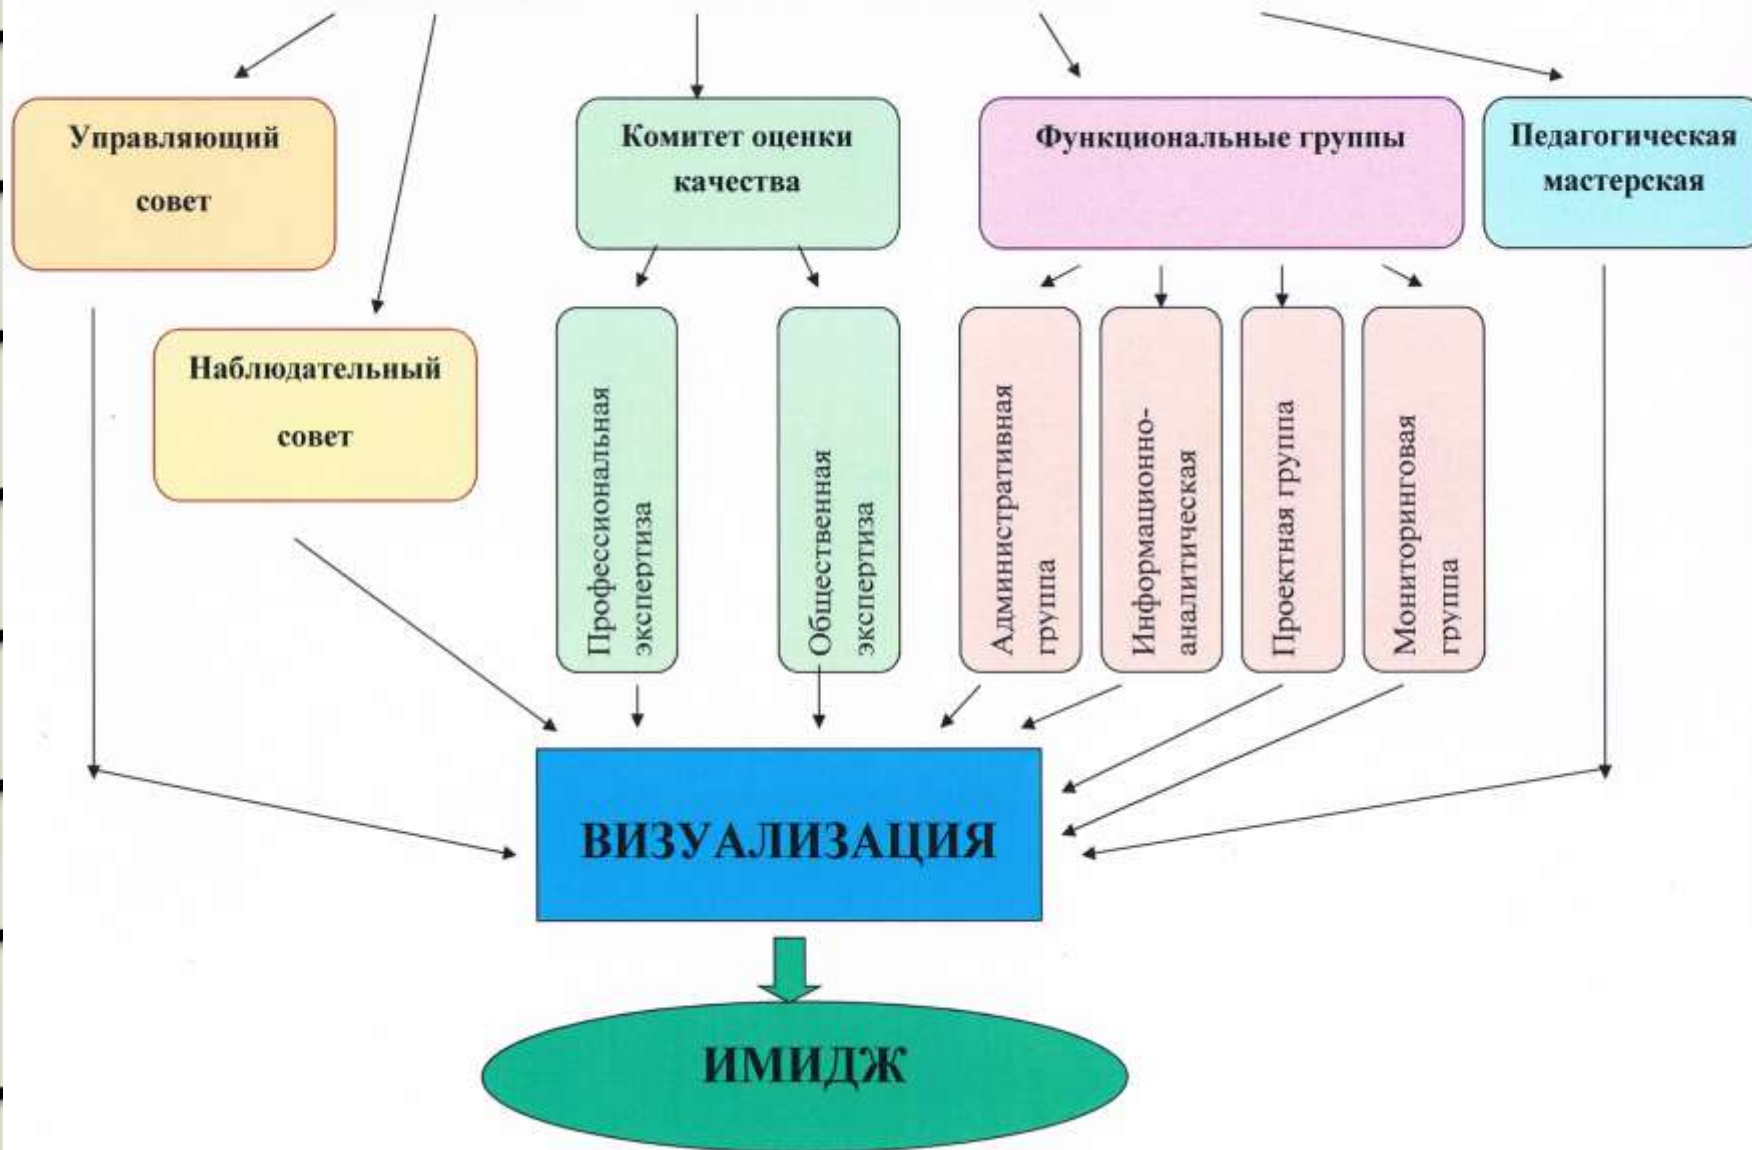 Управляющий
совет
Комитет оценки
качества
Функциональные группы
Педагогическая
мастерская
Наблюдательный
совет
Профессиональная
экспертиза
Общественная
экспертиза
Административная
группа
Информационно-
аналитическая
Проектная группа
Мониторинговая
группа
ВИЗУАЛИЗАЦИЯ
ИМИДЖ